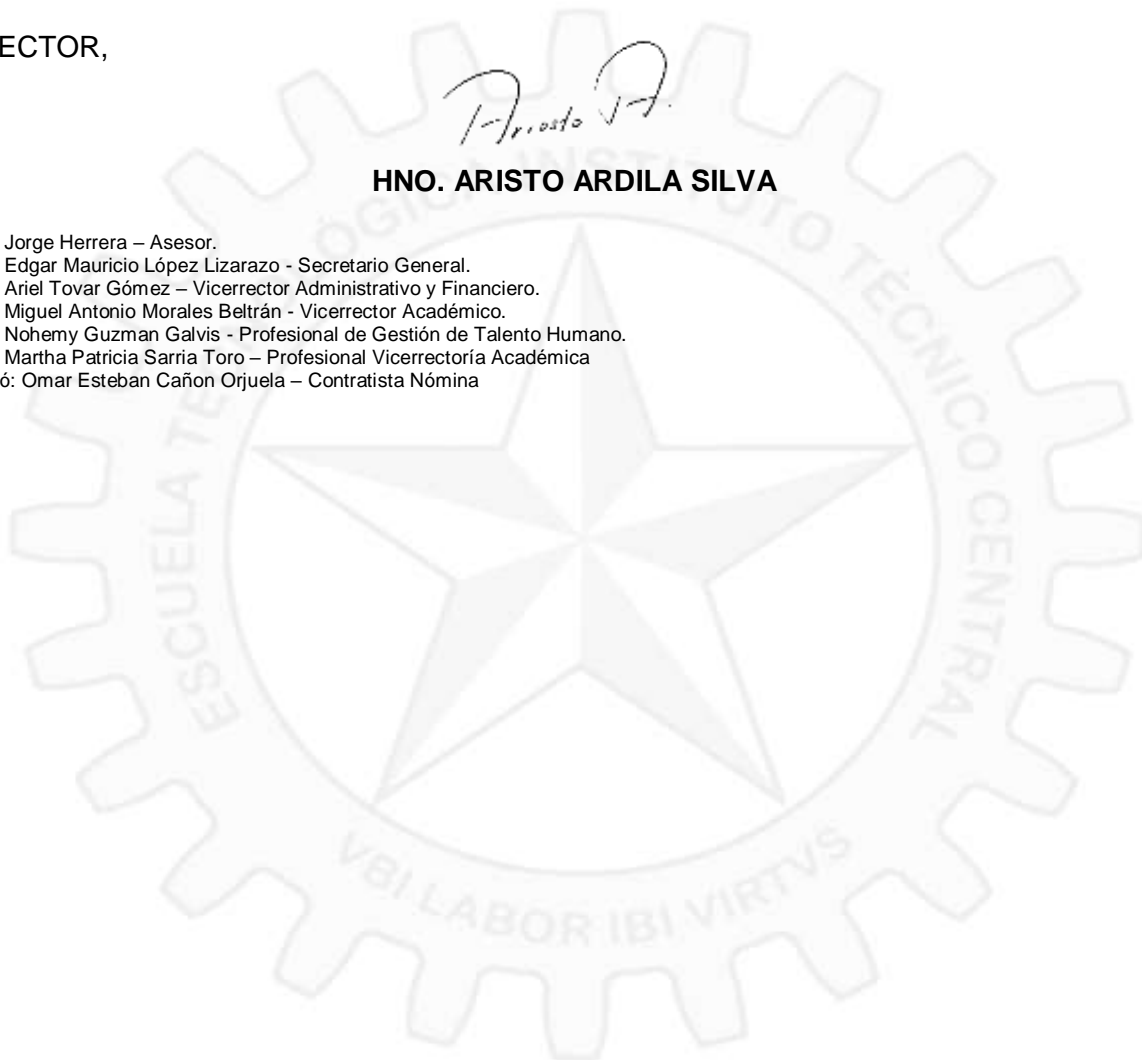 ECTOR,
Ariosto A.
HNO. ARISTO ARDILA SILVA
Jorge Herrera – Asesor.
Edgar Mauricio López Lizarazo - Secretario General.
Ariel Tovar Gómez – Vicerrector Administrativo y Financiero.
Miguel Antonio Morales Beltrán - Vicerrector Académico.
Nohemy Guzman Galvis - Profesional de Gestión de Talento Humano.
Martha Patricia Sarria Toro – Profesional Vicerrectoría Académica
ó: Omar Esteban Cañon Orjuela – Contratista Nómina
ESCUELA TECNOLÓGICA INSTITUTO TÉCNICO CENTRAL
VBI LABOR IBI VIRTVS